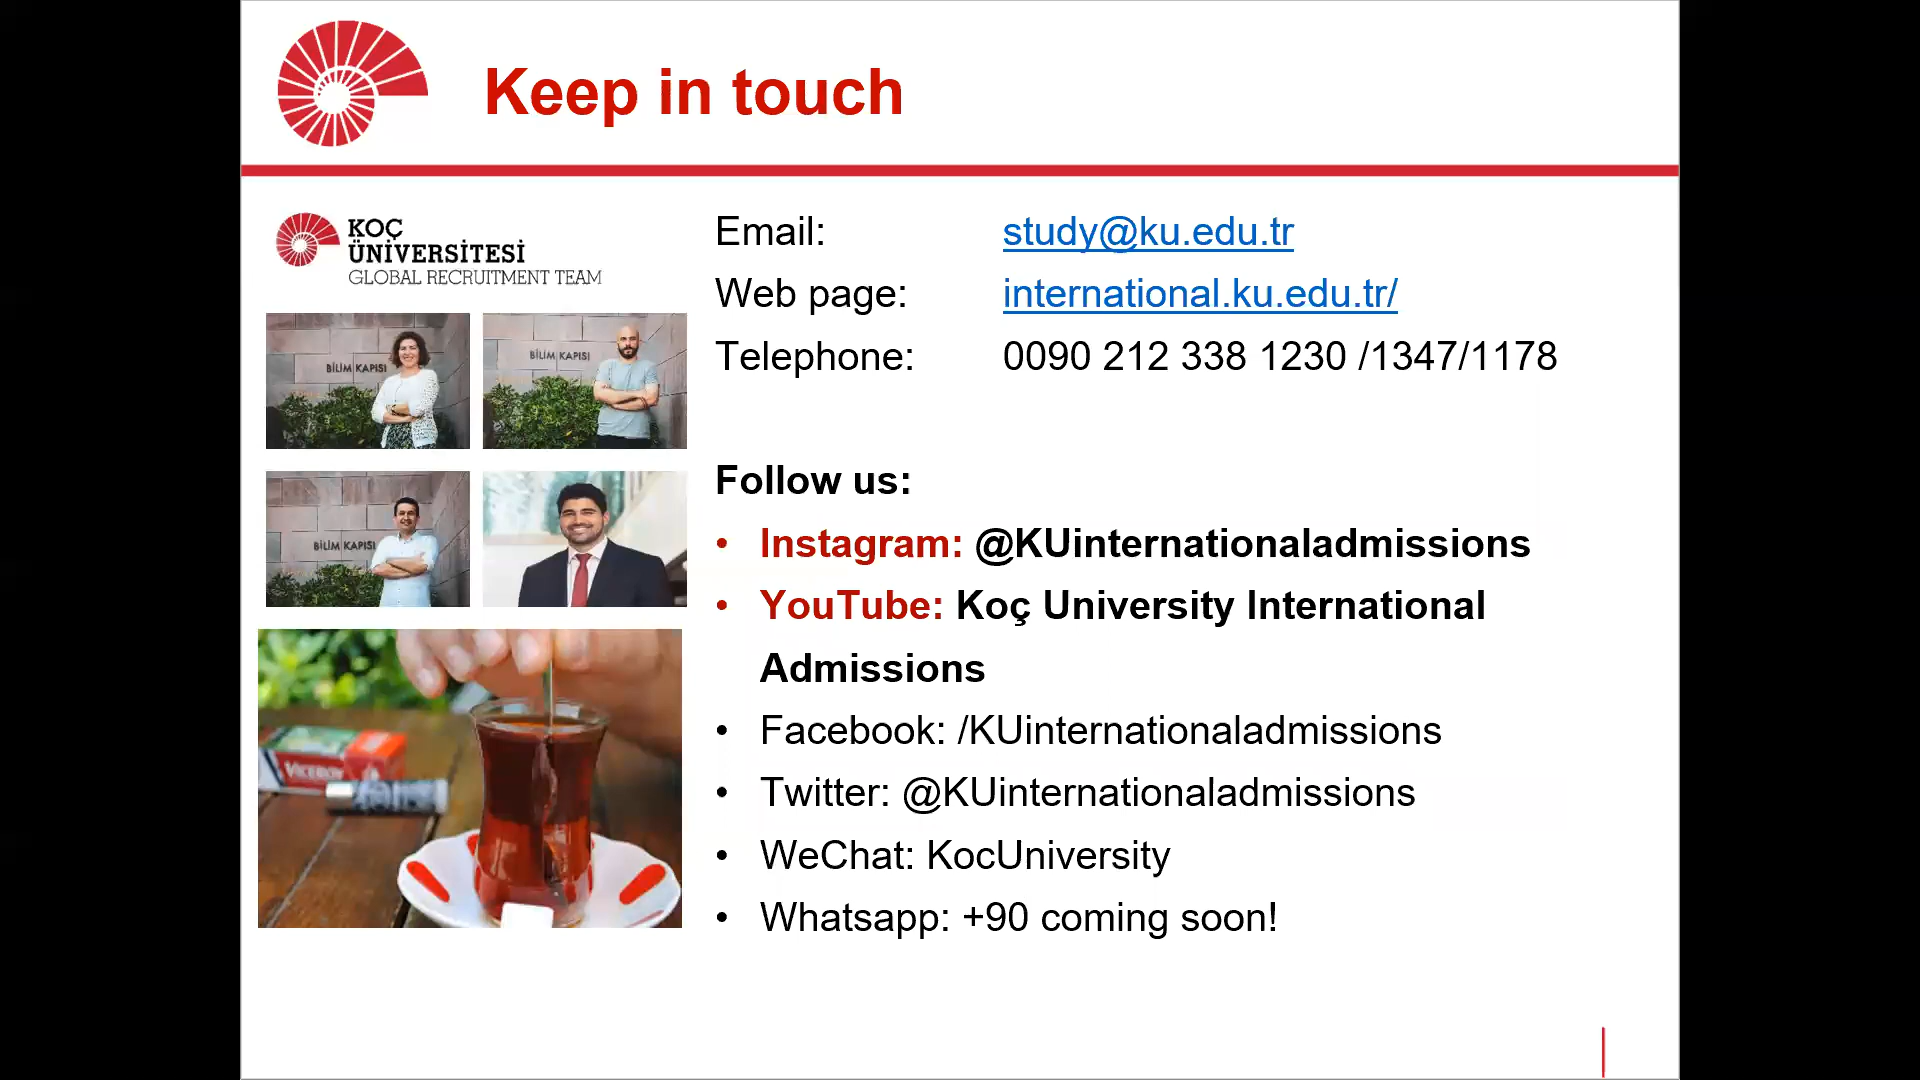 Keep in touch
KOÇ
ÜNİVERSİTESİ
GLOBAL RECRUITMENT TEAM
BİLİM KAPISI
BİLİM KAPISI
BİLİM KAPISI
VICEROY
Email: study@ku.edu.tr
Web page: international.ku.edu.tr/
Telephone: 0090 212 338 1230 /1347/1178
Follow us:
• Instagram: @KUinternationaladmissions
• YouTube: Koç University International
Admissions
• Facebook: /KUinternationaladmissions
• Twitter: @KUinternationaladmissions
• WeChat: KocUniversity
• Whatsapp: +90 coming soon!